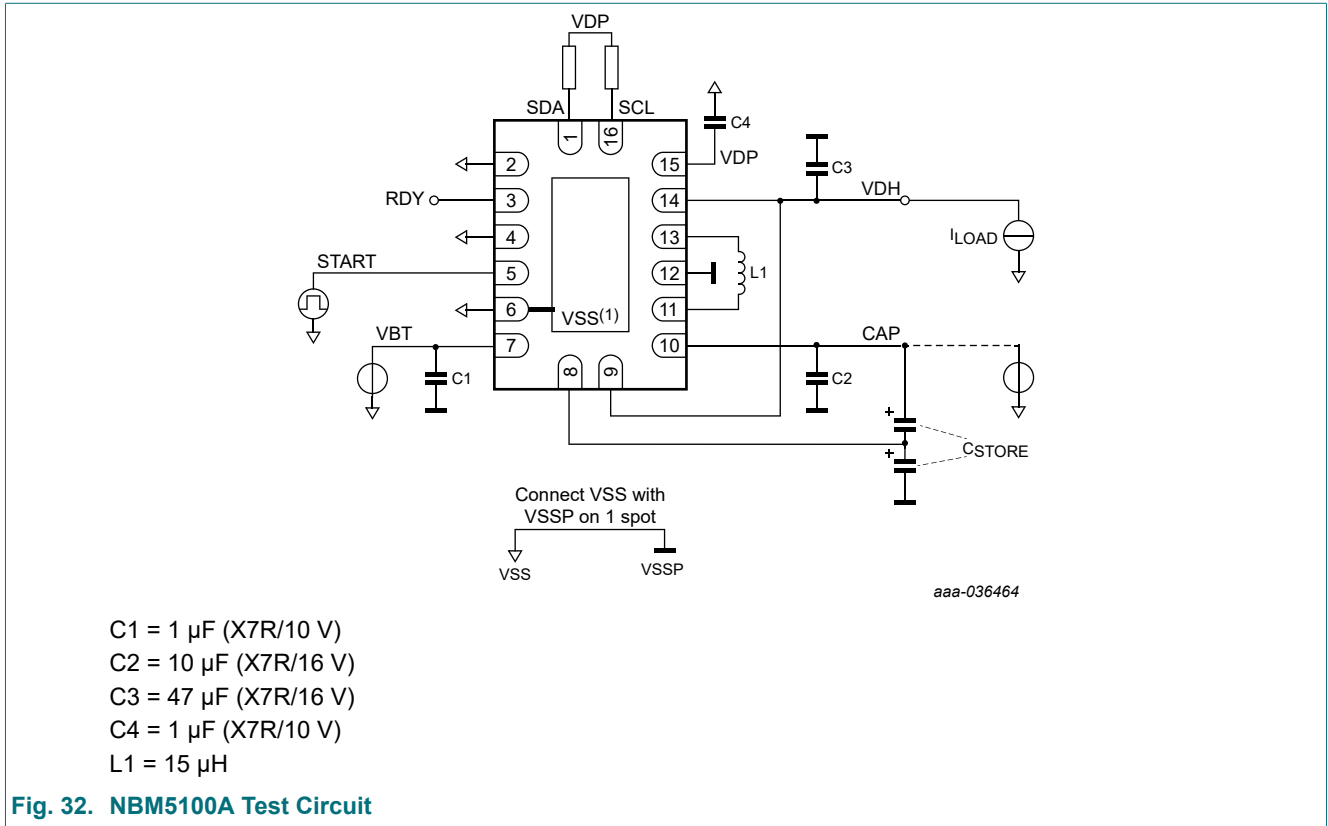 VDP
SDA
SCL
1
16
C4
2
15
VDP
C3
RDY
3
14
VDH
4
13
ILOAD
START
5
12
L1
6
VSS(1)
11
VBT
7
10
CAP
C1
8
9
C2
+
+
CSTORE
Connect VSS with
VSSP on 1 spot
VSS
VSSP
aaa-036464
C1 = 1 µF (X7R/10 V)
C2 = 10 µF (X7R/16 V)
C3 = 47 µF (X7R/16 V)
C4 = 1 µF (X7R/10 V)
L1 = 15 µH
Fig. 32. NBM5100A Test Circuit